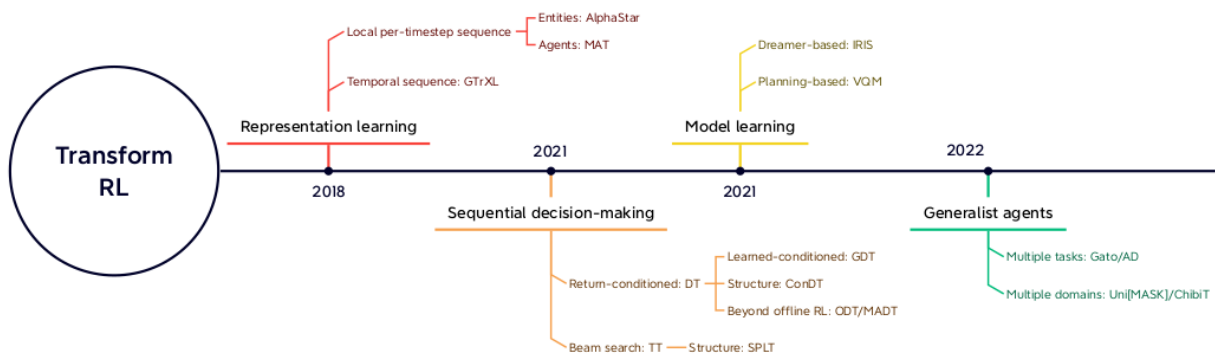 Transform
RL
Representation learning
2018
Local per-timestep sequence
Entities: AlphaStar
Agents: MAT
Temporal sequence: GTrXL
2021
Sequential decision-making
Return-conditioned: DT
Learned-conditioned: GDT
Structure: ConDT
Beyond offline RL: ODT/MADT
Beam search: TT
Structure: SPLT
Model learning
2021
Dreamer-based: IRIS
Planning-based: VQM
2022
Generalist agents
Multiple tasks: Gato/AD
Multiple domains: Uni[MASK]/ChibiT